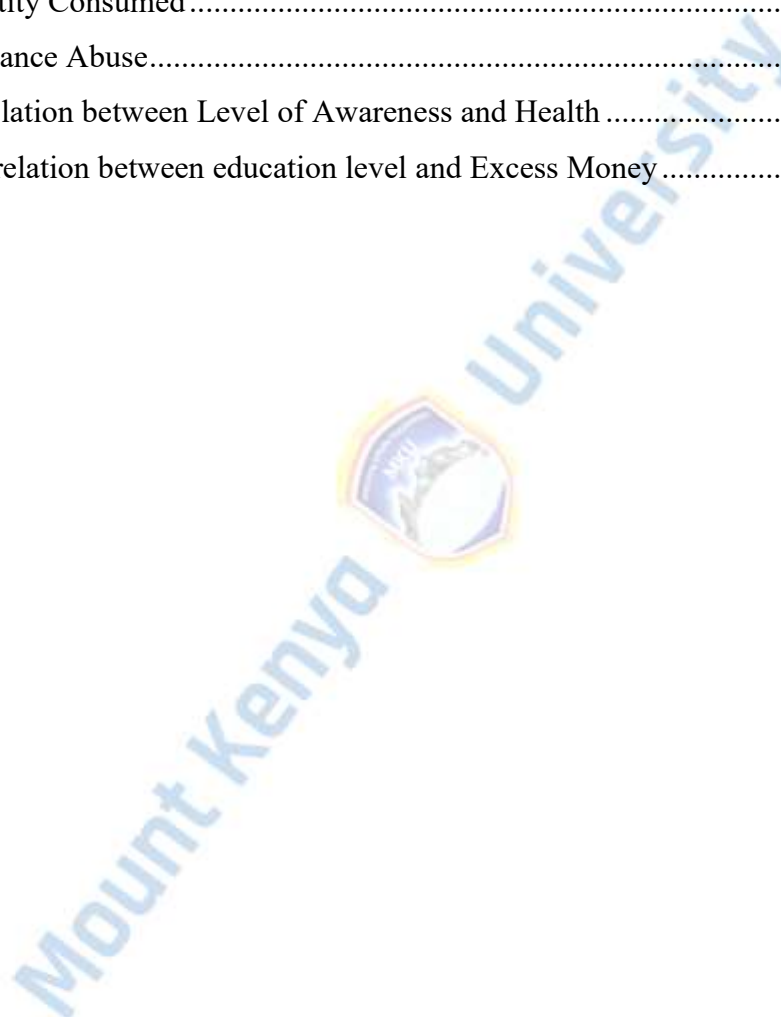 tity Consumed........................................................................
ance Abuse.............................................................................
lation between Level of Awareness and Health .....................
relation between education level and Excess Money..............
Mount Kenya University
MKU